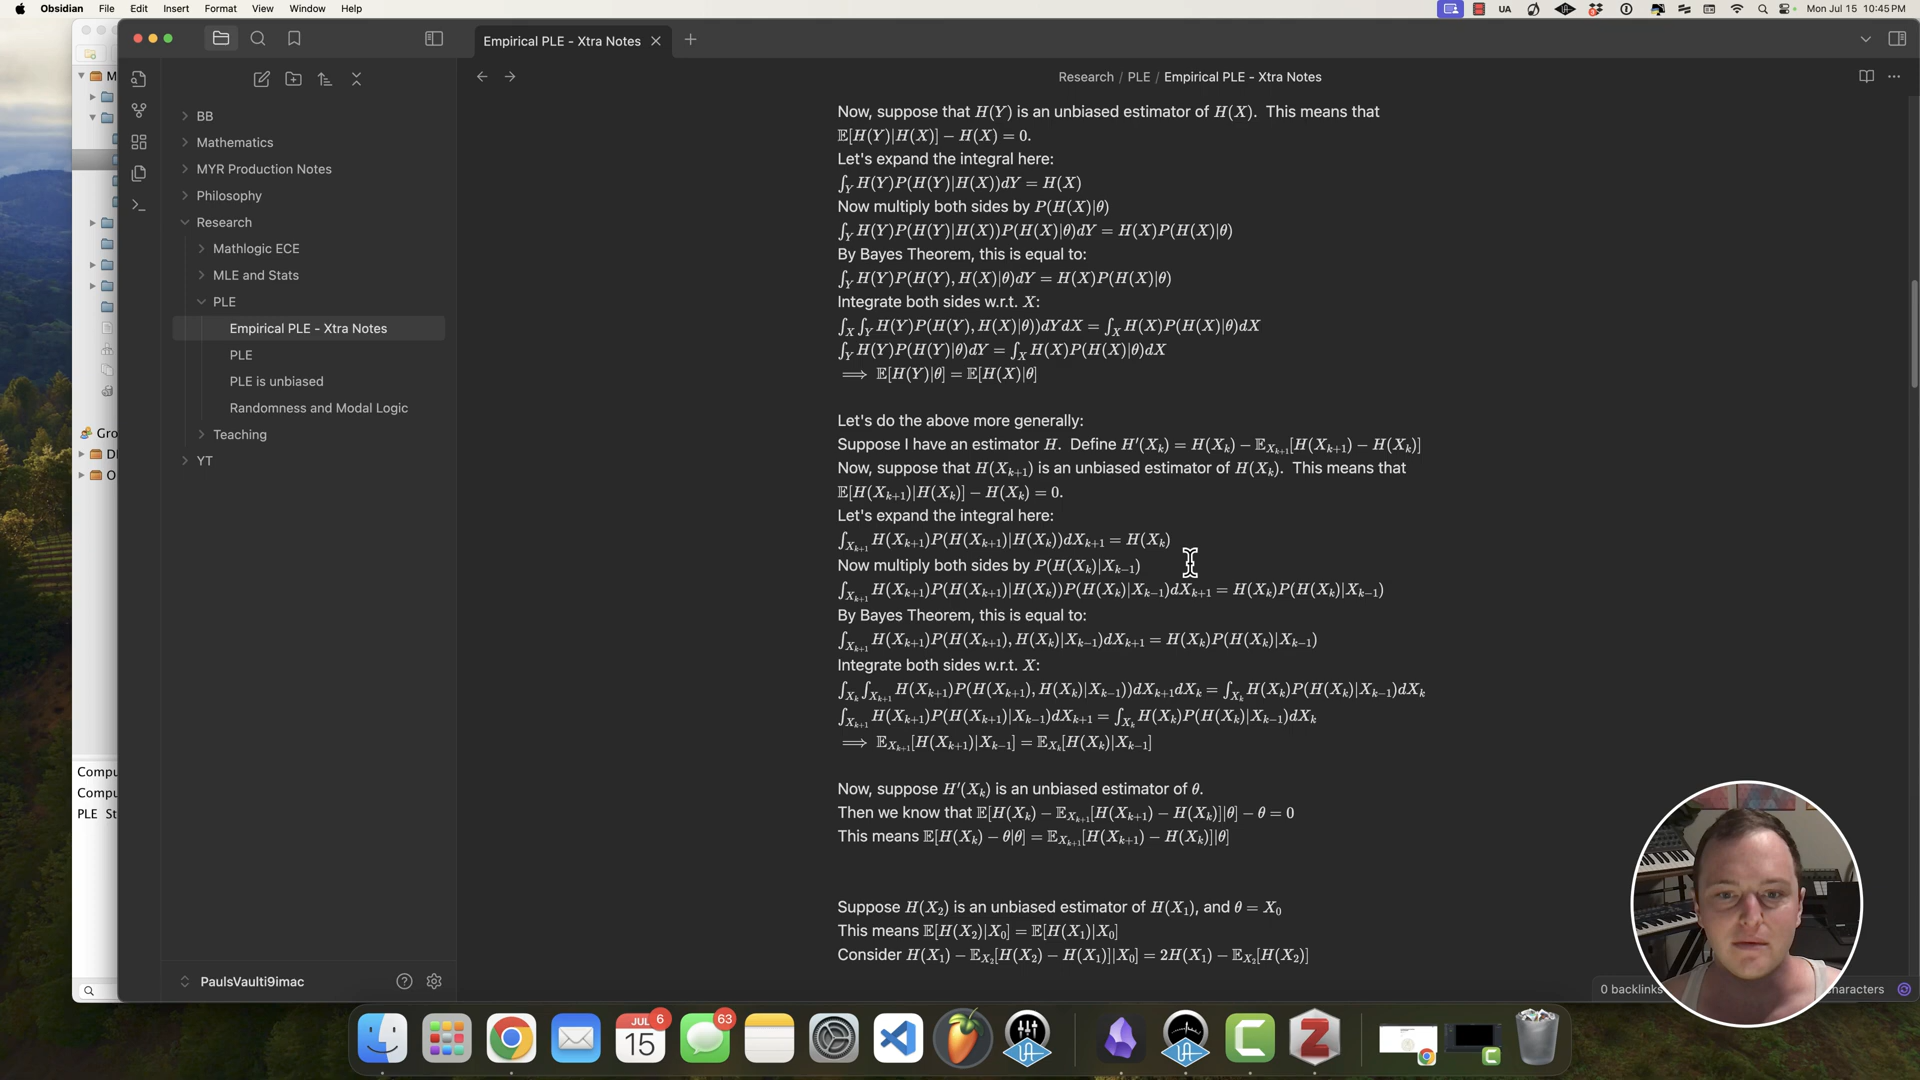 Obsidian File Edit Insert Format View Window Help
UA Mon Jul 15 10:45 PM
Empirical PLE - Xtra Notes
Research / PLE / Empirical PLE - Xtra Notes
BB
Mathematics
MYR Production Notes
Philosophy
Research
Mathlogic ECE
MLE and Stats
PLE
Empirical PLE - Xtra Notes
PLE
PLE is unbiased
Randomness and Modal Logic
Teaching
YT
PaulsVaulti9imac
M
Gro
D
O
Compu
Compu
PLE St
Now, suppose that H(Y) is an unbiased estimator of H(X). This means that
𝔼[H(Y)|H(X)] − H(X) = 0.
Let's expand the integral here:
∫_Y H(Y)P(H(Y)|H(X))dY = H(X)
Now multiply both sides by P(H(X)|θ)
∫_Y H(Y)P(H(Y)|H(X))P(H(X)|θ)dY = H(X)P(H(X)|θ)
By Bayes Theorem, this is equal to:
∫_Y H(Y)P(H(Y), H(X)|θ)dY = H(X)P(H(X)|θ)
Integrate both sides w.r.t. X:
∫_X ∫_Y H(Y)P(H(Y), H(X)|θ))dYdX = ∫_X H(X)P(H(X)|θ)dX
∫_Y H(Y)P(H(Y)|θ)dY = ∫_X H(X)P(H(X)|θ)dX
⟹ 𝔼[H(Y)|θ] = 𝔼[H(X)|θ]
Let's do the above more generally:
Suppose I have an estimator H. Define H′(X_k) = H(X_k) − 𝔼_{X_{k+1}}[H(X_{k+1}) − H(X_k)]
Now, suppose that H(X_{k+1}) is an unbiased estimator of H(X_k). This means that
𝔼[H(X_{k+1})|H(X_k)] − H(X_k) = 0.
Let's expand the integral here:
∫_{X_{k+1}} H(X_{k+1})P(H(X_{k+1})|H(X_k))dX_{k+1} = H(X_k)
Now multiply both sides by P(H(X_k)|X_{k−1})
∫_{X_{k+1}} H(X_{k+1})P(H(X_{k+1})|H(X_k))P(H(X_k)|X_{k−1})dX_{k+1} = H(X_k)P(H(X_k)|X_{k−1})
By Bayes Theorem, this is equal to:
∫_{X_{k+1}} H(X_{k+1})P(H(X_{k+1}), H(X_k)|X_{k−1})dX_{k+1} = H(X_k)P(H(X_k)|X_{k−1})
Integrate both sides w.r.t. X:
∫_{X_k} ∫_{X_{k+1}} H(X_{k+1})P(H(X_{k+1}), H(X_k)|X_{k−1}))dX_{k+1}dX_k = ∫_{X_k} H(X_k)P(H(X_k)|X_{k−1})dX_k
∫_{X_{k+1}} H(X_{k+1})P(H(X_{k+1})|X_{k−1})dX_{k+1} = ∫_{X_k} H(X_k)P(H(X_k)|X_{k−1})dX_k
⟹ 𝔼_{X_{k+1}}[H(X_{k+1})|X_{k−1}] = 𝔼_{X_k}[H(X_k)|X_{k−1}]
Now, suppose H′(X_k) is an unbiased estimator of θ.
Then we know that 𝔼[H(X_k) − 𝔼_{X_{k+1}}[H(X_{k+1}) − H(X_k)]|θ] − θ = 0
This means 𝔼[H(X_k) − θ|θ] = 𝔼_{X_{k+1}}[H(X_{k+1}) − H(X_k)]|θ]
Suppose H(X_2) is an unbiased estimator of H(X_1), and θ = X_0
This means 𝔼[H(X_2)|X_0] = 𝔼[H(X_1)|X_0]
Consider H(X_1) − 𝔼_{X_2}[H(X_2) − H(X_1)]|X_0] = 2H(X_1) − 𝔼_{X_2}[H(X_2)]
0 backlinks
haracters
6
JUL
15
63
UA
UA
C
Z
C